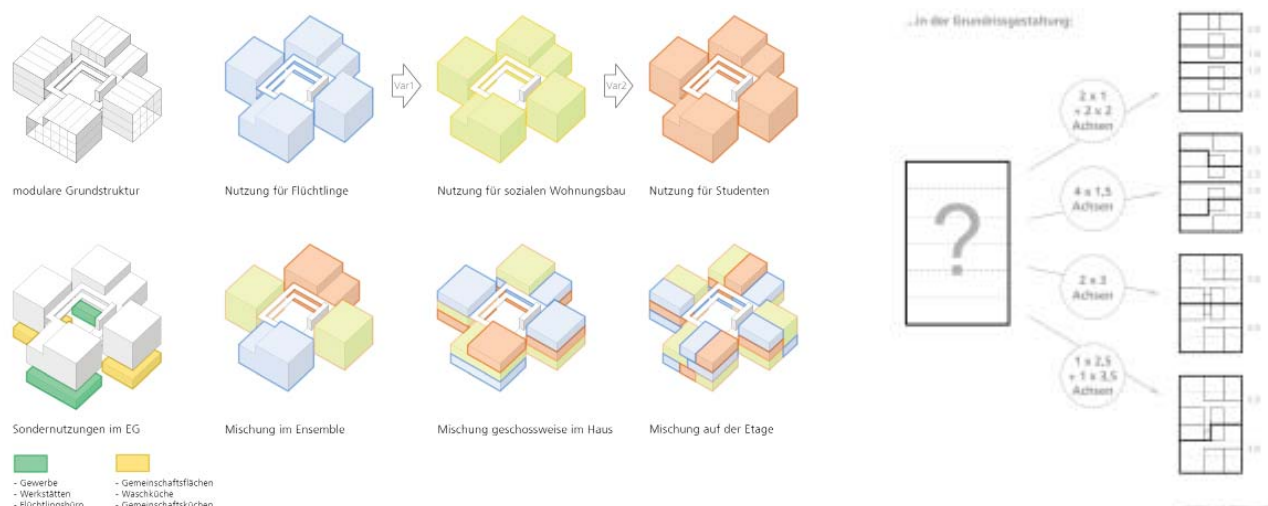 modulare Grundstruktur
Nutzung für Flüchtlinge
Var1
Nutzung für sozialen Wohnungsbau
Var2
Nutzung für Studenten
Sondernutzungen im EG
Mischung im Ensemble
Mischung geschossweise im Haus
Mischung auf der Etage
- Gewerbe
- Werkstätten
- Flüchtlingsbüro
- Gemeinschaftsflächen
- Waschküche
- Gemeinschaftsküchen
...in der Grundrissgestaltung:
?
2 x 1
+ 2 x 2
Achsen
4 x 1,5
Achsen
2 x 3
Achsen
1 x 2,5
+ 1 x 3,5
Achsen